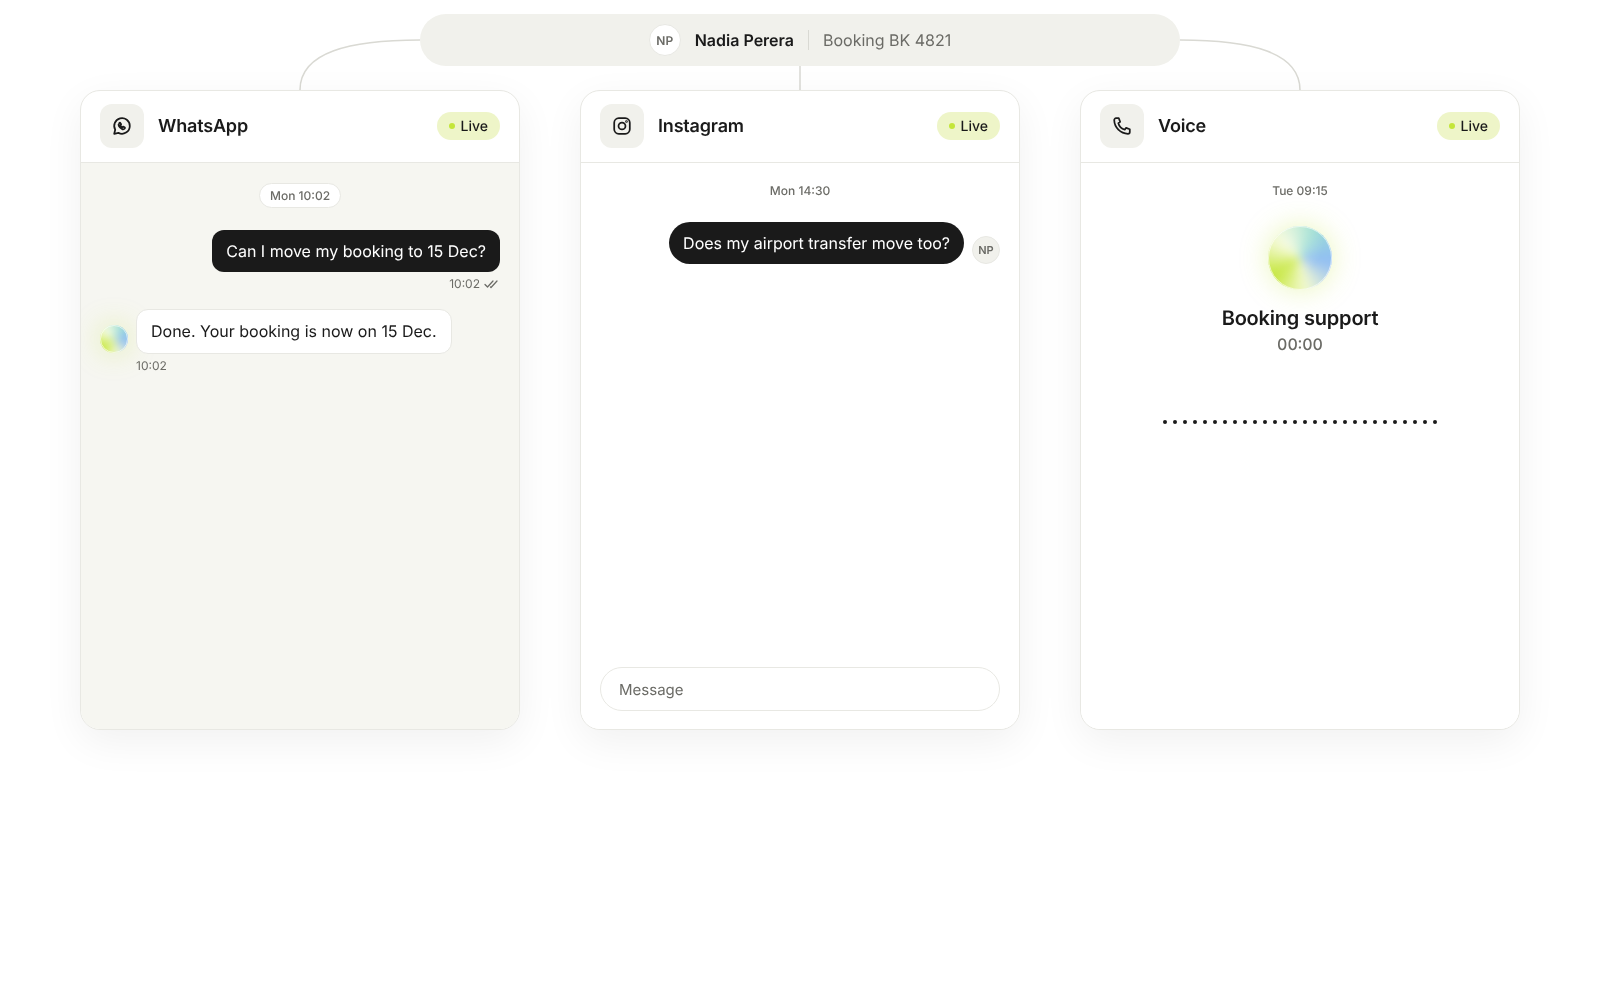 NP Nadia Perera Booking BK 4821
WhatsApp Live
Mon 10:02
Can I move my booking to 15 Dec?
10:02
Done. Your booking is now on 15 Dec.
10:02
Instagram Live
Mon 14:30
Does my airport transfer move too? NP
Message
Voice Live
Tue 09:15
Booking support
00:00